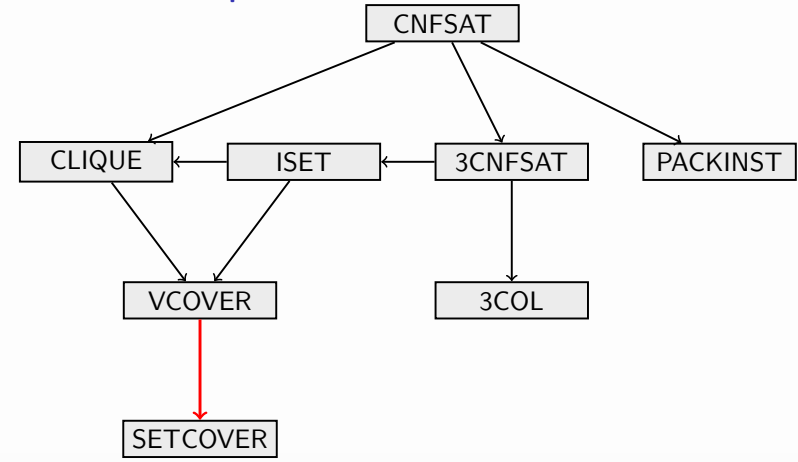 CNFSAT
CLIQUE
ISET
3CNFSAT
PACKINST
VCOVER
3COL
SETCOVER